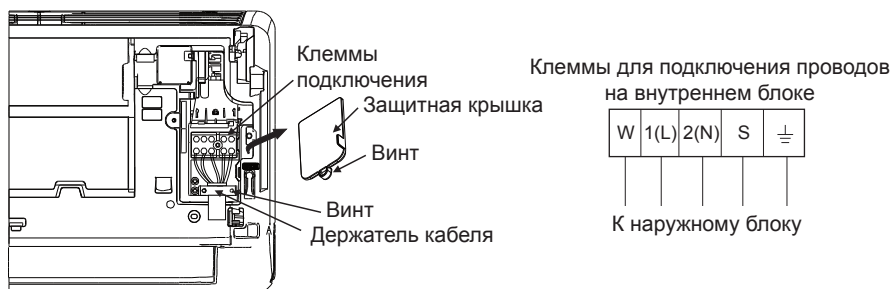 Клеммы
подключения
Защитная крышка
Винт
Винт
Держатель кабеля
Клеммы для подключения проводов
на внутреннем блоке
W 1(L) 2(N) S
К наружному блоку